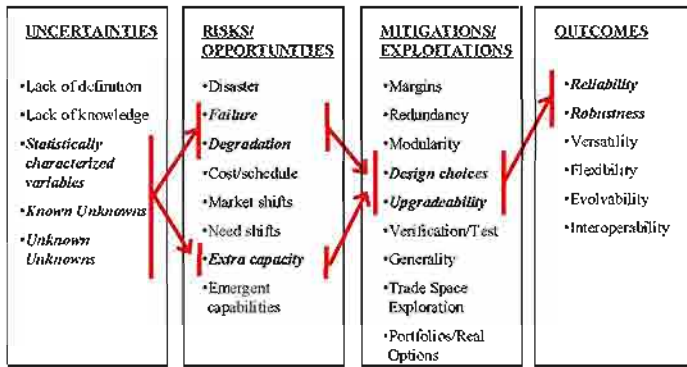 UNCERTAINTIES
•Lack of definition
•Lack of knowledge
•Statistically
characterized
variables
•Known Unknowns
•Unknown
Unknowns
RISKS/
OPPORTUNITIES
•Disaster
•Failure
•Degradation
•Cost/schedule
•Market shifts
•Need shifts
•Extra capacity
•Emergent
capabilities
MITIGATIONS/
EXPLOITATIONS
•Margins
•Redundancy
•Modularity
•Design choices
•Upgradeability
•Verification/Test
•Generality
•Trade Space
Exploration
•Portfolios/Real
Options
OUTCOMES
•Reliability
•Robustness
•Versatility
•Flexibility
•Evolvability
•Interoperability